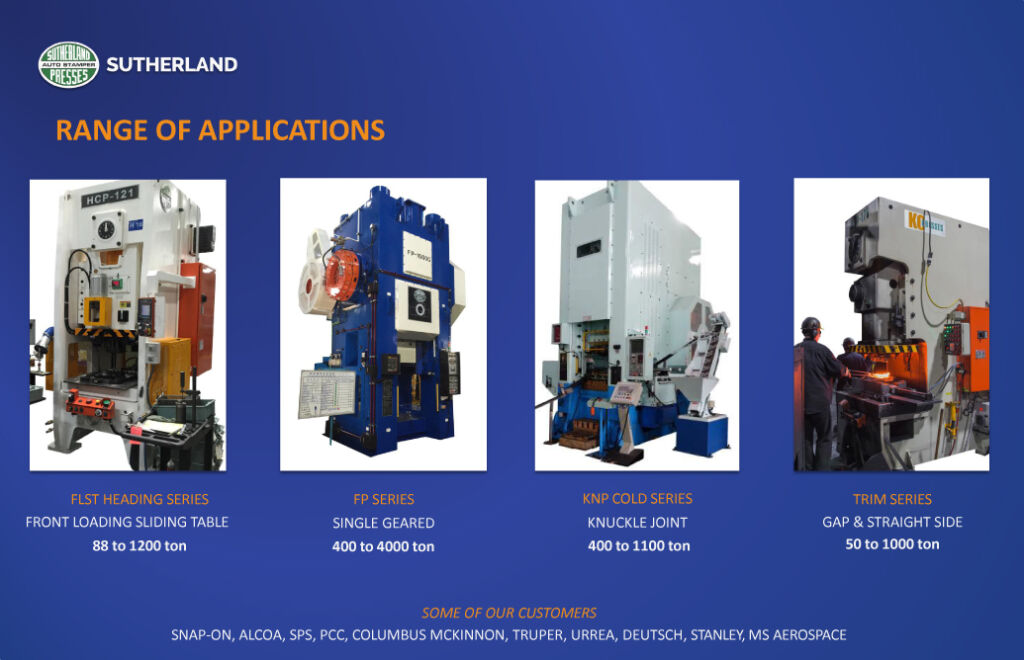 SUTHERLAND
AUTO STAMPER
PRESSES
SUTHERLAND
RANGE OF APPLICATIONS
HCP-121
FP-1000G
KO
FLST HEADING SERIES
FRONT LOADING SLIDING TABLE
88 to 1200 ton
FP SERIES
SINGLE GEARED
400 to 4000 ton
KNP COLD SERIES
KNUCKLE JOINT
400 to 1100 ton
TRIM SERIES
GAP & STRAIGHT SIDE
50 to 1000 ton
SOME OF OUR CUSTOMERS
SNAP-ON, ALCOA, SPS, PCC, COLUMBUS MCKINNON, TRUPER, URREA, DEUTSCH, STANLEY, MS AEROSPACE